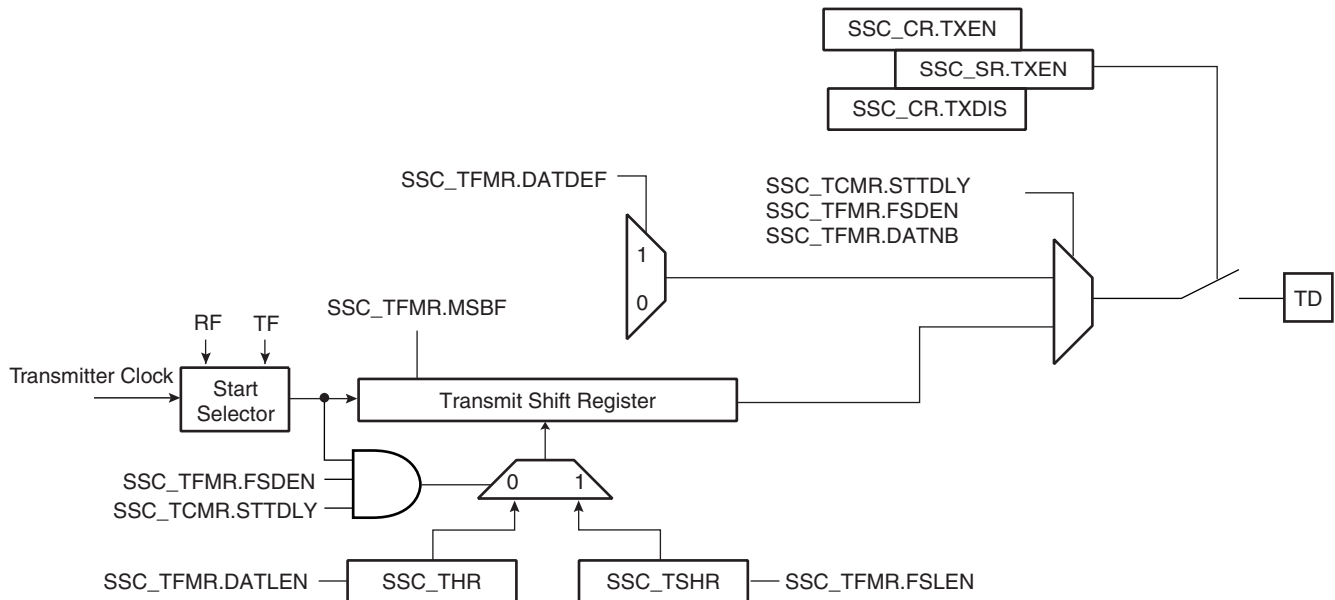 SSC_CR.TXEN
SSC_SR.TXEN
SSC_CR.TXDIS
SSC_TFMR.DATDEF
SSC_TCMR.STTDLY
SSC_TFMR.FSDEN
SSC_TFMR.DATNB
1
0
TD
SSC_TFMR.MSBF
RF
TF
Transmitter Clock
Start
Selector
Transmit Shift Register
SSC_TFMR.FSDEN
SSC_TCMR.STTDLY
0
1
SSC_TFMR.DATLEN
SSC_THR
SSC_TSHR
SSC_TFMR.FSLEN